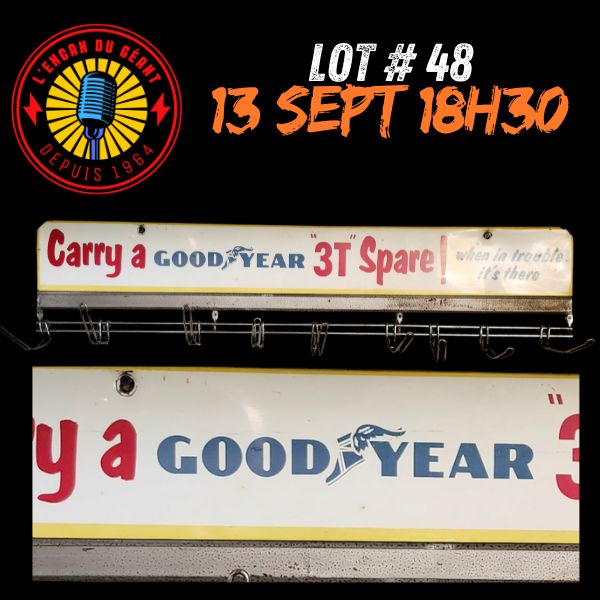 L'ENCAN DU GÉANT
DEPUIS 1964
LOT # 48
13 SEPT 18H30
Carry a GOODYEAR "3T" Spare! when in trouble
it's there
ry a GOODYEAR "3